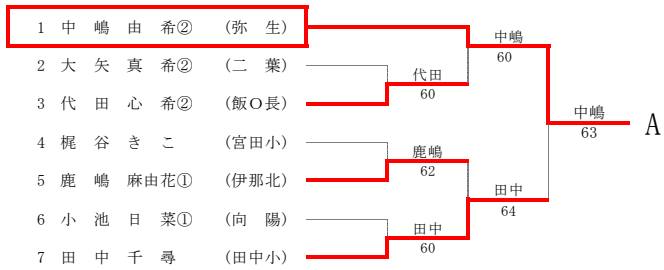 1 中嶋由希② (弥生)
2 大矢真希② (二葉)
3 代田心希② (飯O長)
4 梶谷きこ (宮田小)
5 鹿嶋麻由花① (伊那北)
6 小池日菜① (向陽)
7 田中千尋 (田中小)
代田
60
鹿嶋
62
田中
60
中嶋
60
田中
64
中嶋
63
A